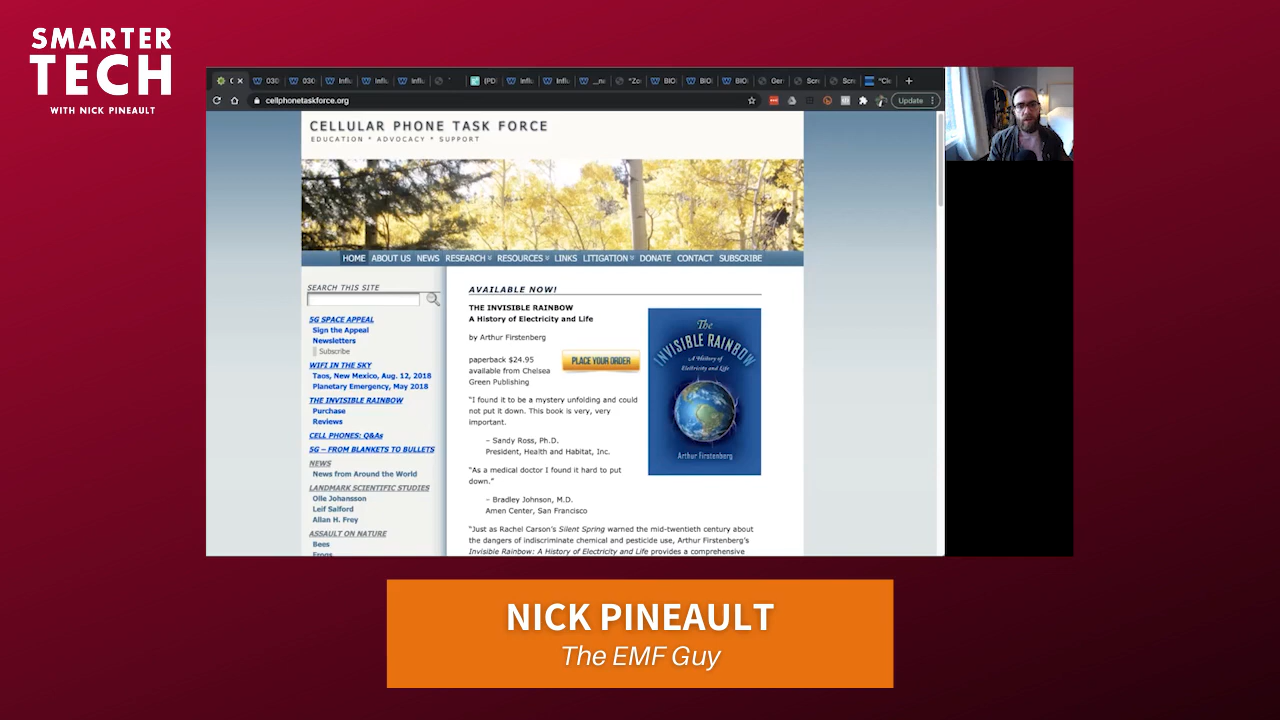 SMARTER
TECH
WITH NICK PINEAULT
cellphonetaskforce.org
Update
CELLULAR PHONE TASK FORCE
EDUCATION * ADVOCACY * SUPPORT
HOME ABOUT US NEWS RESEARCH RESOURCES LINKS LITIGATION DONATE CONTACT SUBSCRIBE
SEARCH THIS SITE
5G SPACE APPEAL
Sign the Appeal
Newsletters
Subscribe
WIFI IN THE SKY
Taos, New Mexico, Aug. 12, 2018
Planetary Emergency, May 2018
THE INVISIBLE RAINBOW
Purchase
Reviews
CELL PHONES: Q&As
5G – FROM BLANKETS TO BULLETS
NEWS
News from Around the World
LANDMARK SCIENTIFIC STUDIES
Olle Johansson
Leif Salford
Allan H. Frey
ASSAULT ON NATURE
Bees
Frogs
AVAILABLE NOW!
THE INVISIBLE RAINBOW
A History of Electricity and Life
by Arthur Firstenberg
paperback $24.95
available from Chelsea
Green Publishing
PLACE YOUR ORDER
"I found it to be a mystery unfolding and could
not put it down. This book is very, very
important.
– Sandy Ross, Ph.D.
President, Health and Habitat, Inc.
"As a medical doctor I found it hard to put
down."
– Bradley Johnson, M.D.
Amen Center, San Francisco
"Just as Rachel Carson's Silent Spring warned the mid-twentieth century about
the dangers of indiscriminate chemical and pesticide use, Arthur Firstenberg's
Invisible Rainbow: A History of Electricity and Life provides a comprehensive
The
INVISIBLE RAINBOW
A History of
Electricity and Life
Arthur Firstenberg
NICK PINEAULT
The EMF Guy